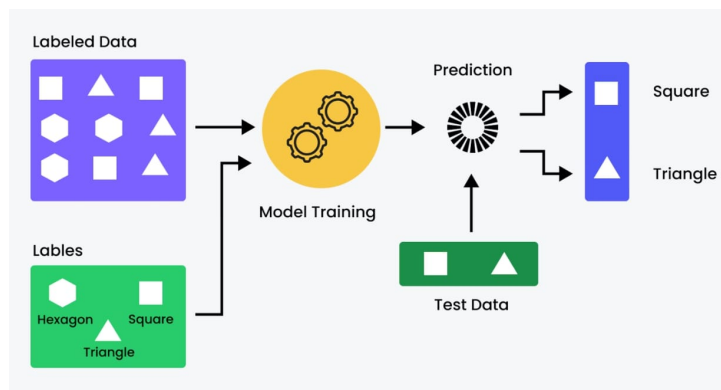 Labeled Data
Prediction
Square
Triangle
Model Training
Lables
Hexagon
Square
Triangle
Test Data